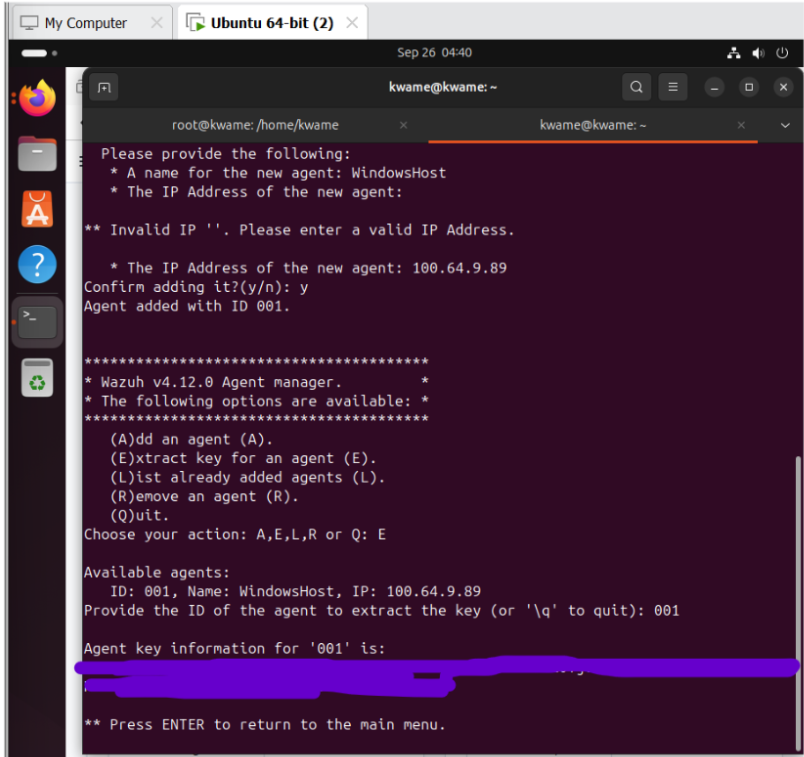 My Computer
Ubuntu 64-bit (2)
Sep 26 04:40
kwame@kwame: ~
root@kwame: /home/kwame
kwame@kwame: ~
Please provide the following:
* A name for the new agent: WindowsHost
* The IP Address of the new agent:
** Invalid IP ''. Please enter a valid IP Address.
* The IP Address of the new agent: 100.64.9.89
Confirm adding it?(y/n): y
Agent added with ID 001.
****************************************
* Wazuh v4.12.0 Agent manager. *
* The following options are available: *
****************************************
(A)dd an agent (A).
(E)xtract key for an agent (E).
(L)ist already added agents (L).
(R)emove an agent (R).
(Q)uit.
Choose your action: A,E,L,R or Q: E
Available agents:
ID: 001, Name: WindowsHost, IP: 100.64.9.89
Provide the ID of the agent to extract the key (or '\q' to quit): 001
Agent key information for '001' is:
** Press ENTER to return to the main menu.